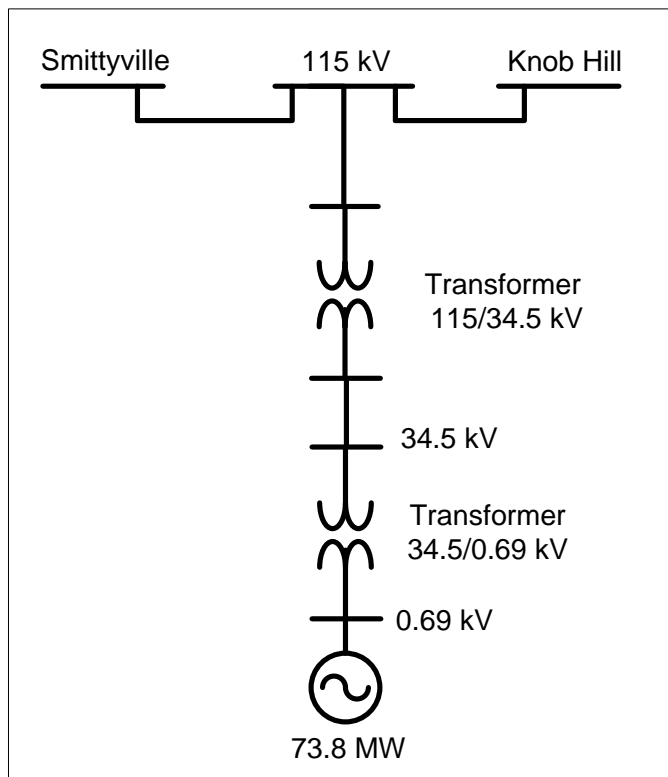 Smittyville
115 kV
Knob Hill
Transformer
115/34.5 kV
34.5 kV
Transformer
34.5/0.69 kV
0.69 kV
73.8 MW